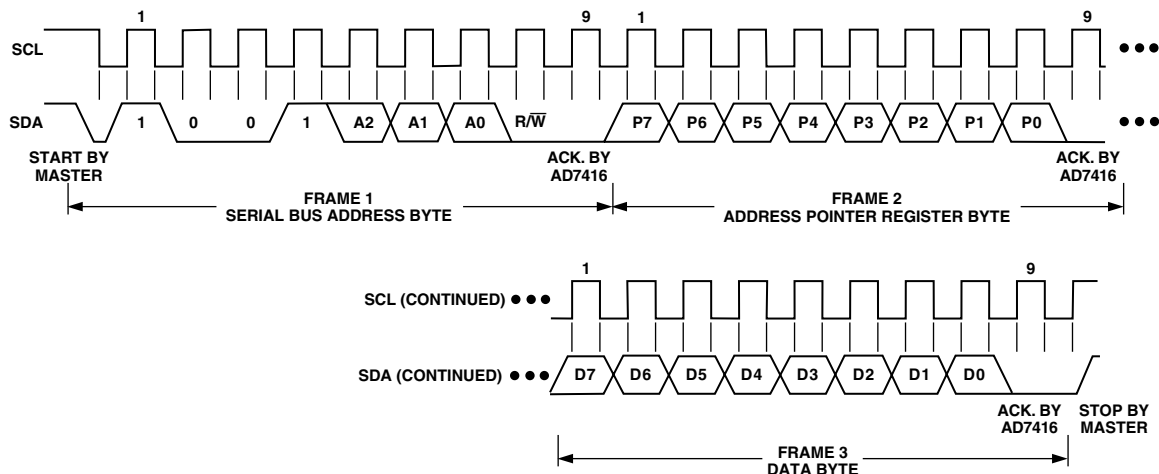 1 9 1 9
SCL
SDA 1 0 0 1 A2 A1 A0 R/W̅ P7 P6 P5 P4 P3 P2 P1 P0
START BY
MASTER
ACK. BY
AD7416
ACK. BY
AD7416
FRAME 1
SERIAL BUS ADDRESS BYTE
FRAME 2
ADDRESS POINTER REGISTER BYTE
1 9
SCL (CONTINUED)
SDA (CONTINUED) D7 D6 D5 D4 D3 D2 D1 D0
ACK. BY
AD7416
STOP BY
MASTER
FRAME 3
DATA BYTE